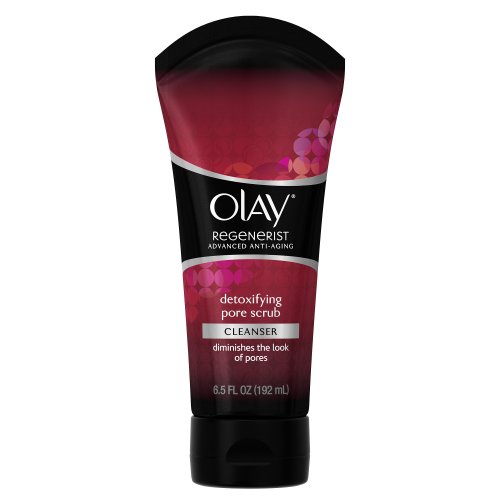 OLAY®
REGENERIST
ADVANCED ANTI-AGING
detoxifying
pore scrub
CLEANSER
diminishes the look
of pores
6.5 FL OZ (192 mL)